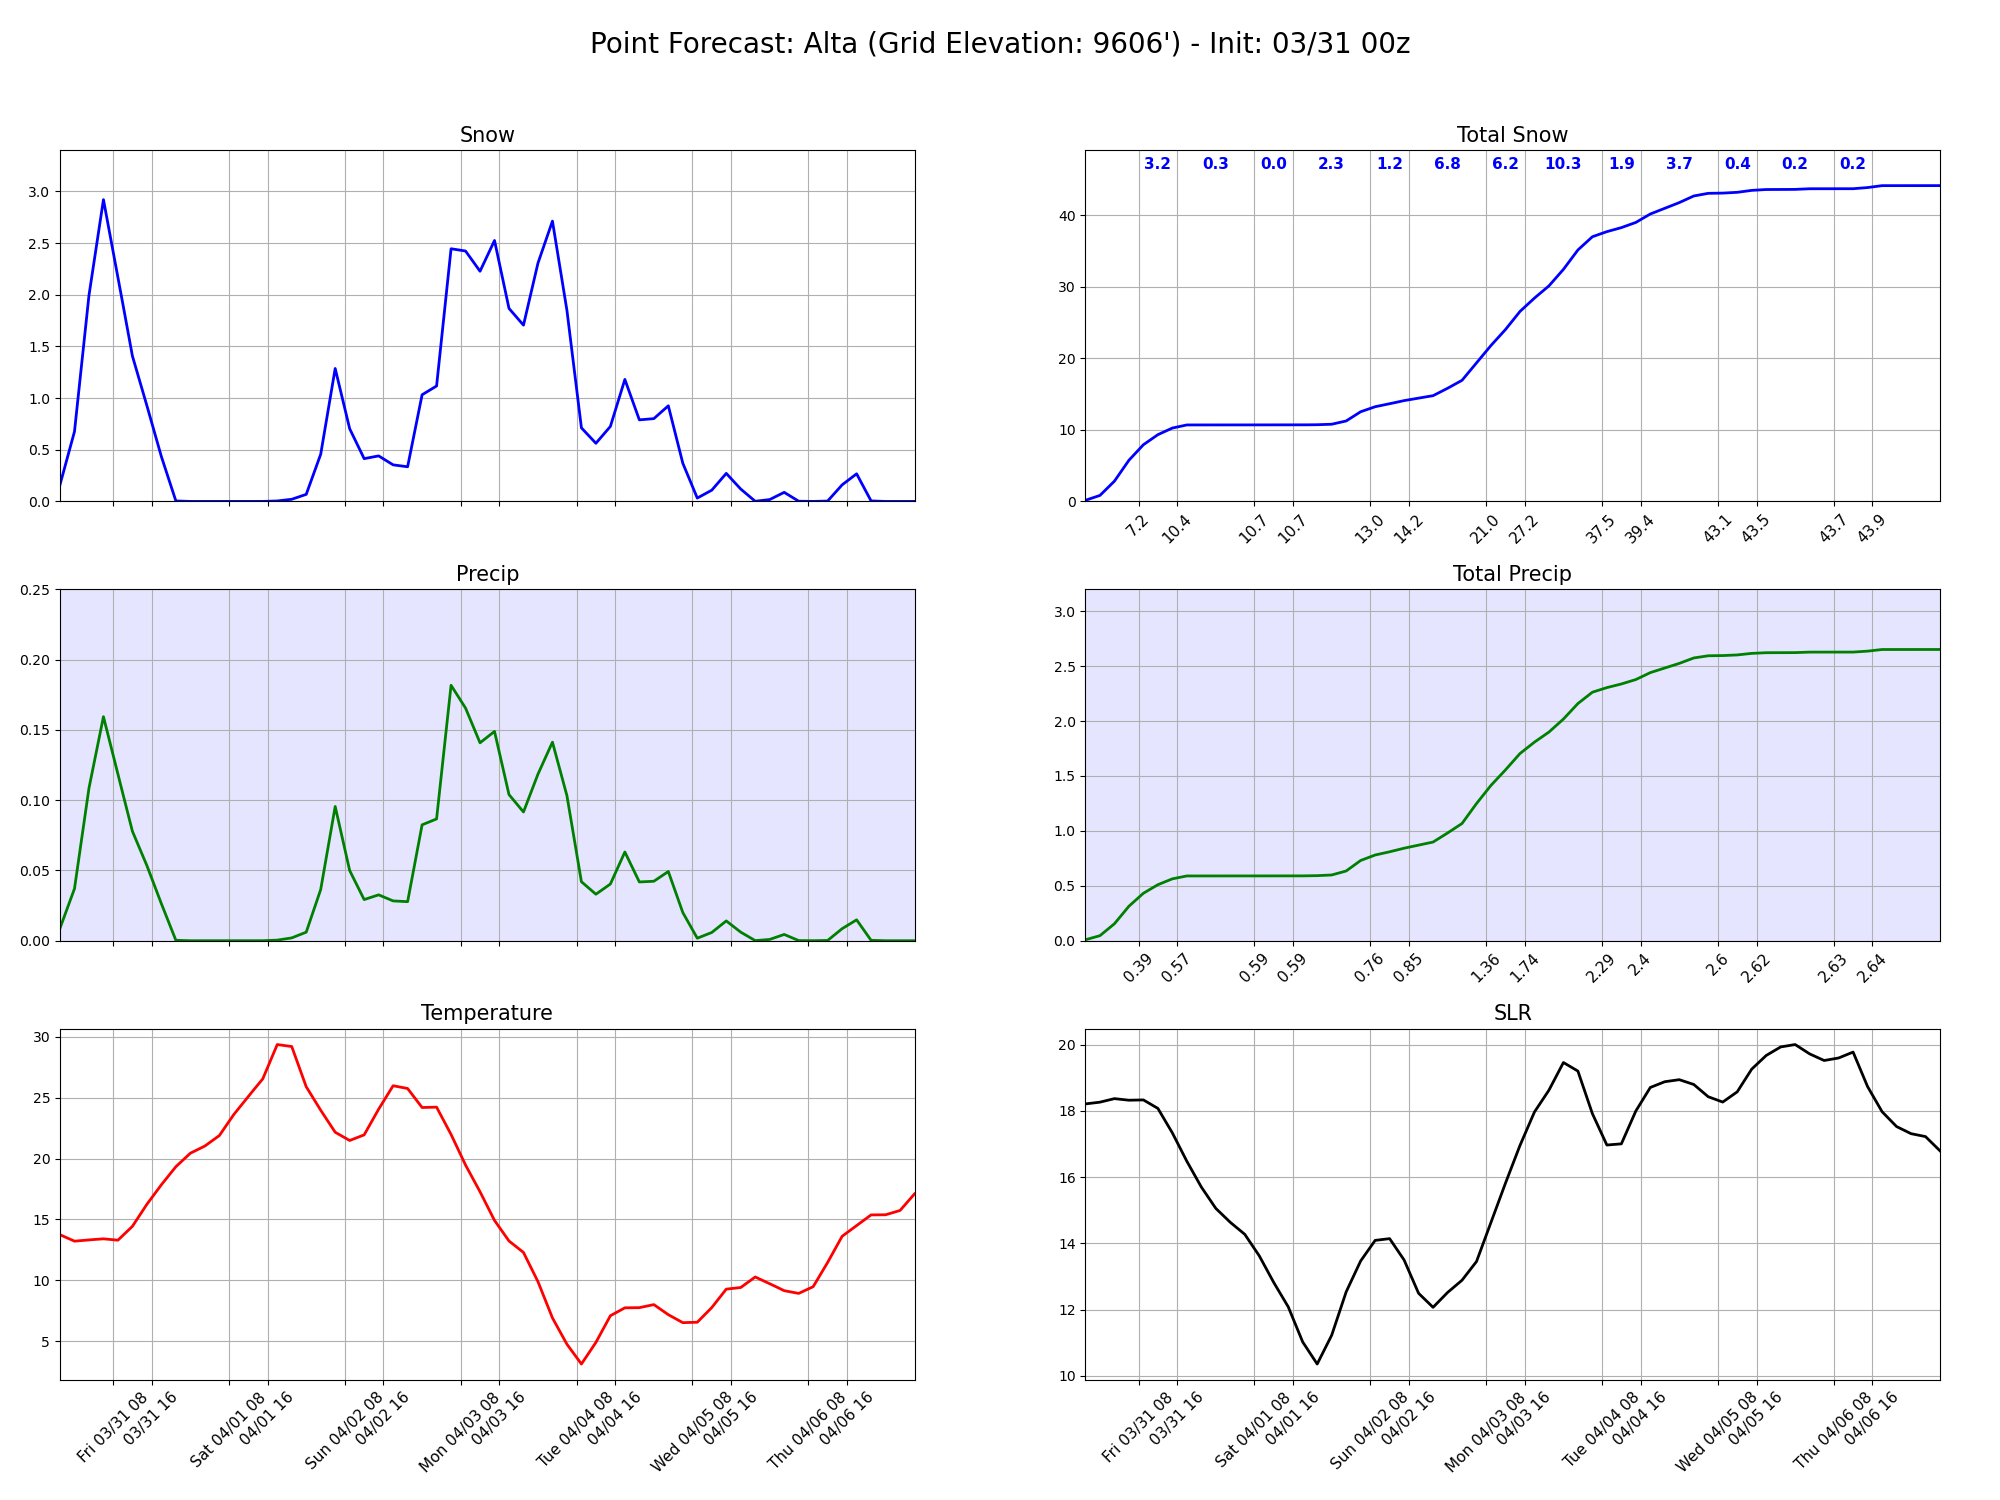 Point Forecast: Alta (Grid Elevation: 9606') - Init: 03/31 00z
Snow
3.0
2.5
2.0
1.5
1.0
0.5
0.0
Total Snow
3.2 0.3 0.0 2.3 1.2 6.8 6.2 10.3 1.9 3.7 0.4 0.2 0.2
40
30
20
10
0
7.2 10.4 10.7 10.7 13.0 14.2 21.0 27.2 37.5 39.4 43.1 43.5 43.7 43.9
Precip
0.25
0.20
0.15
0.10
0.05
0.00
Total Precip
3.0
2.5
2.0
1.5
1.0
0.5
0.0
0.39 0.57 0.59 0.59 0.76 0.85 1.36 1.74 2.29 2.4 2.6 2.62 2.63 2.64
Temperature
30
25
20
15
10
5
Fri 03/31 08
03/31 16
Sat 04/01 08
04/01 16
Sun 04/02 08
04/02 16
Mon 04/03 08
04/03 16
Tue 04/04 08
04/04 16
Wed 04/05 08
04/05 16
Thu 04/06 08
04/06 16
SLR
20
18
16
14
12
10
Fri 03/31 08
03/31 16
Sat 04/01 08
04/01 16
Sun 04/02 08
04/02 16
Mon 04/03 08
04/03 16
Tue 04/04 08
04/04 16
Wed 04/05 08
04/05 16
Thu 04/06 08
04/06 16